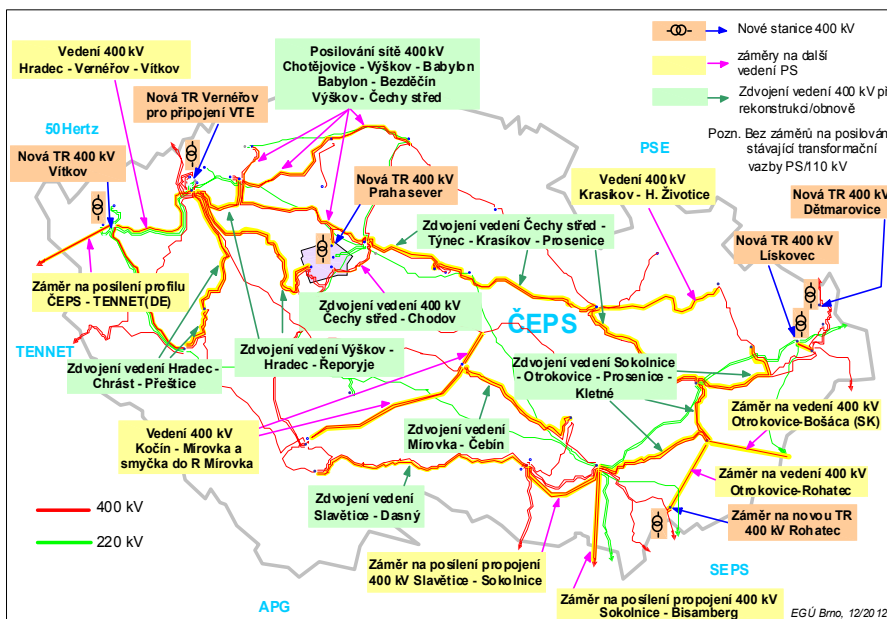 Vedení 400 kV
Hradec - Vernéřov - Vítkov
Posilování sítě 400kV
Chotějovice - Výškov - Babylon
Babylon - Bezděčín
Výškov - Čechy střed
Nové stanice 400 kV
záměry na další
vedení PS
Zdvojení vedení 400 kV při
rekonstrukci/obnově
Pozn. Bez záměrů na posilování
stávající transformační
vazby PS/110 kV
Nová TR Vernéřov
pro připojení VTE
50Hertz
PSE
Nová TR 400 kV
Vítkov
Nová TR 400 kV
Praha sever
Vedení 400 kV
Krasíkov - H. Životice
Nová TR 400 kV
Dětmarovice
Zdvojení vedení Čechy střed -
Týnec - Krasíkov - Prosenice
Nová TR 400 kV
Lískovec
Záměr na posílení profilu
ČEPS - TENNET(DE)
Zdvojení vedení 400 kV
Čechy střed - Chodov
ČEPS
TENNET
Zdvojení vedení Hradec -
Chrást - Přeštice
Zdvojení vedení Výškov -
Hradec - Řeporyje
Zdvojení vedení Sokolnice
- Otrokovice - Prosenice -
Kletné
Vedení 400 kV
Kočín - Mírovka a
smyčka do R Mírovka
Zdvojení vedení
Mírovka - Čebín
Záměr na vedení 400 kV
Otrokovice-Bošáca (SK)
Záměr na vedení 400 kV
Otrokovice-Rohatec
Zdvojení vedení
Slavětice - Dasný
Záměr na novou TR
400 kV Rohatec
400 kV
220 kV
Záměr na posílení propojení
400 kV Slavětice - Sokolnice
SEPS
APG
Záměr na posílení propojení 400 kV
Sokolnice - Bisamberg
EGÚ Brno, 12/2012